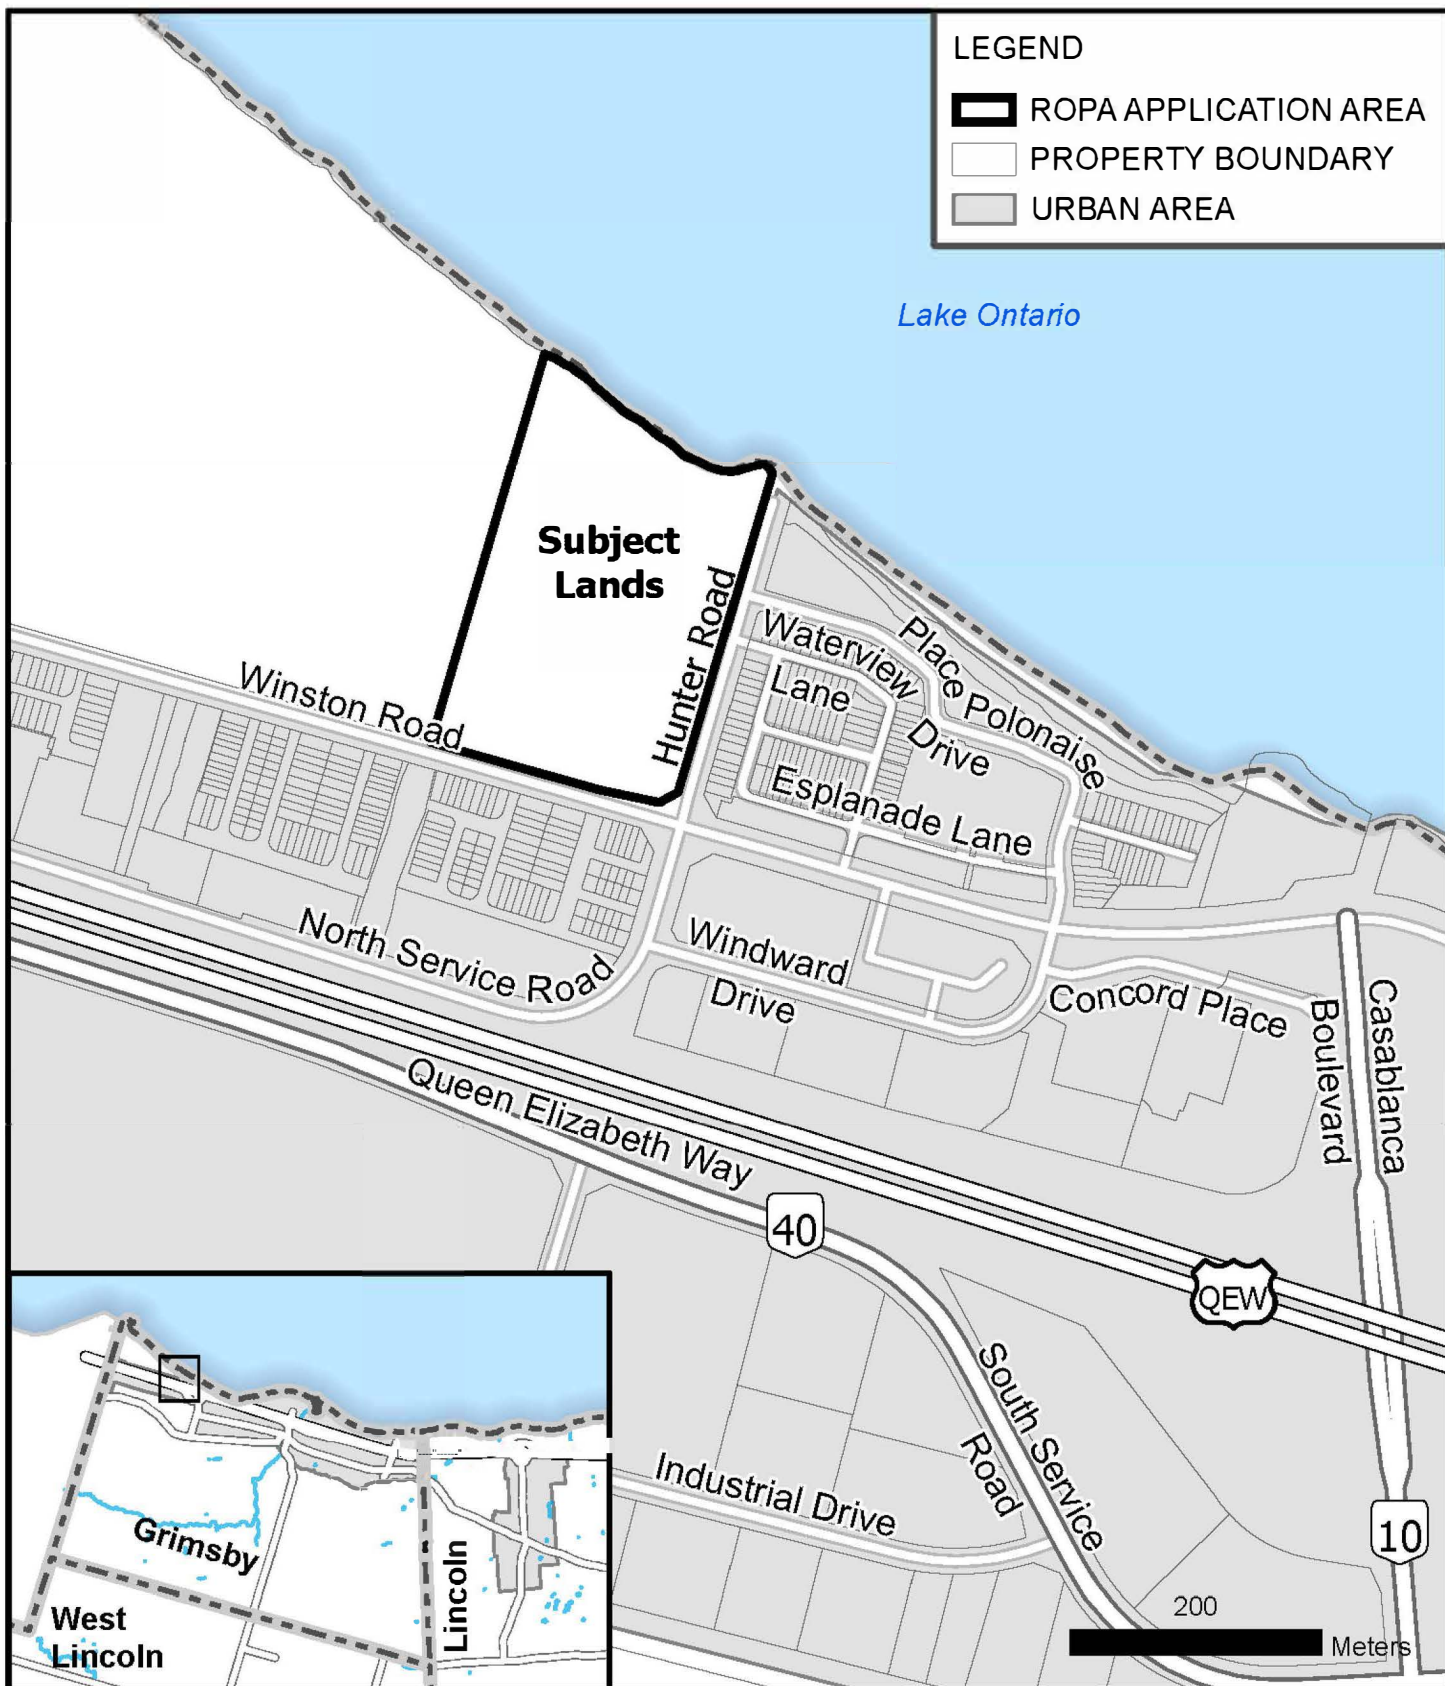 LEGEND
ROPA APPLICATION AREA
PROPERTY BOUNDARY
URBAN AREA
Lake Ontario
Subject
Lands
Hunter Road
Winston Road
Waterview
Drive
Lane
Place Polonaise
Esplanade Lane
North Service Road
Windward
Drive
Concord Place
Casablanca
Boulevard
Queen Elizabeth Way
40
QEW
South Service
Road
Industrial Drive
10
Grimsby
Lincoln
West
Lincoln
200
Meters